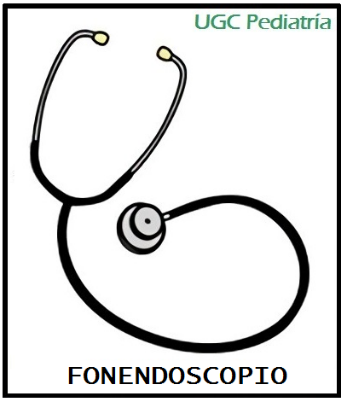 UGC Pediatría
FONENDOSCOPIO